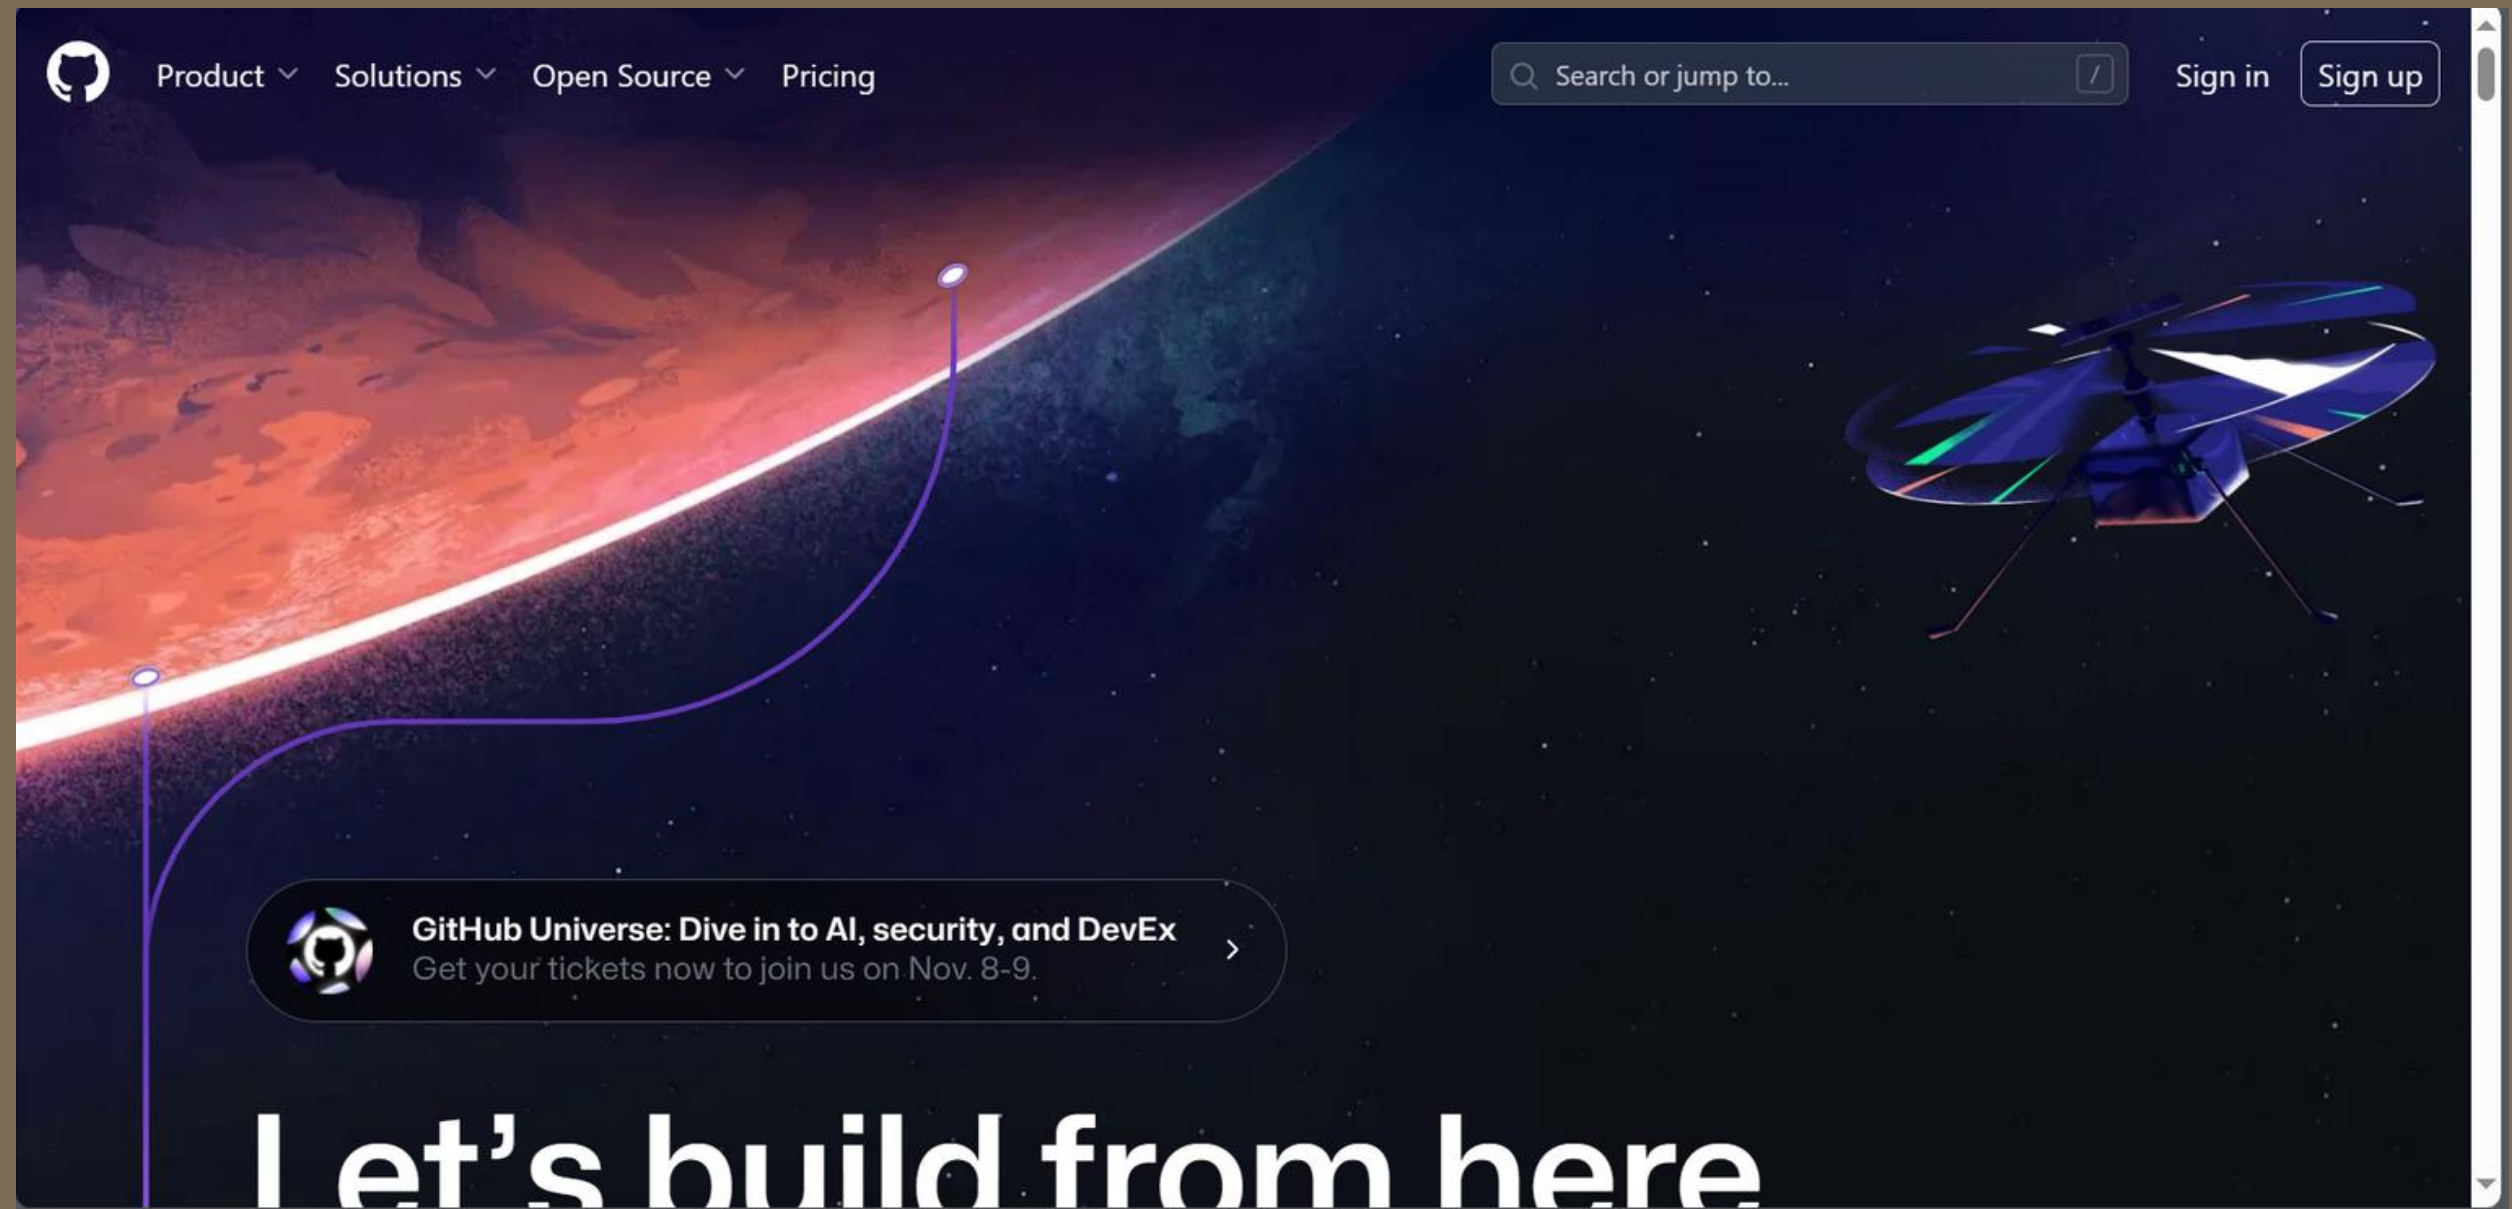 Product Solutions Open Source Pricing Search or jump to... / Sign in Sign up
GitHub Universe: Dive in to AI, security, and DevEx
Get your tickets now to join us on Nov. 8-9.
Let’s build from here